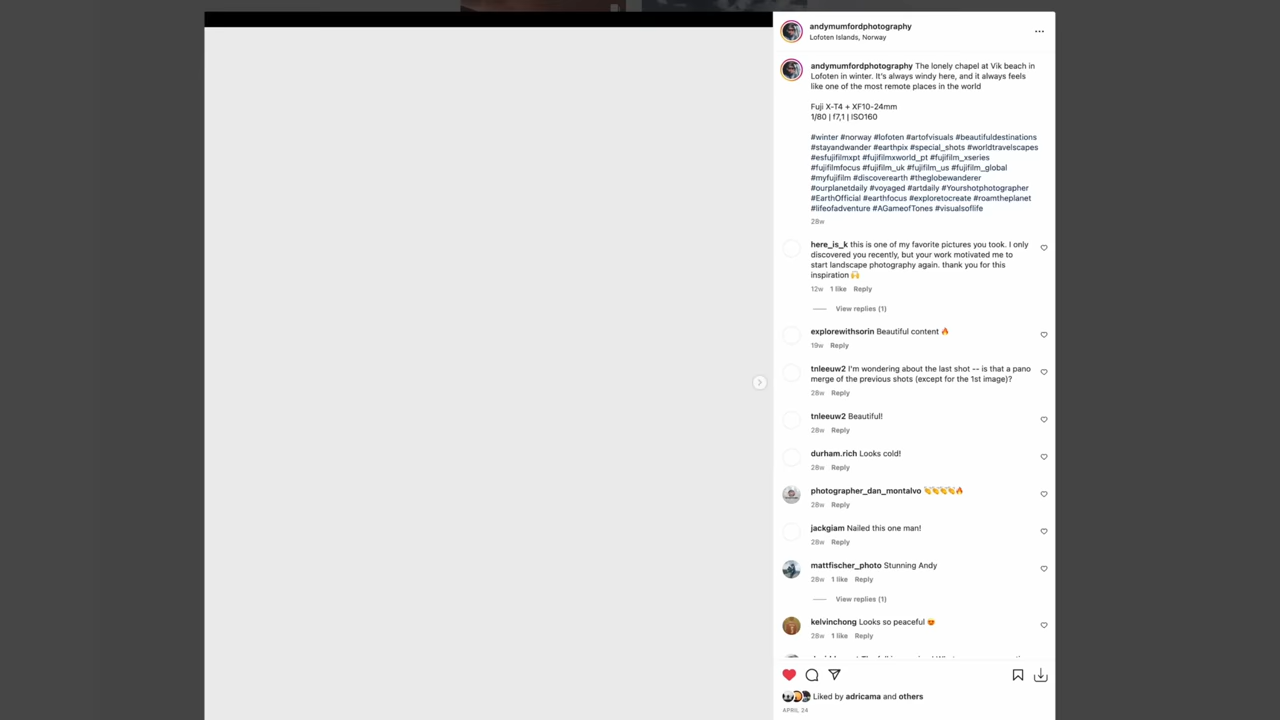 andymumfordphotography
Lofoten Islands, Norway
andymumfordphotography The lonely chapel at Vik beach in
Lofoten in winter. It's always windy here, and it always feels
like one of the most remote places in the world
Fuji X-T4 + XF10-24mm
1/80 | f7,1 | ISO160
#winter #norway #lofoten #artofvisuals #beautifuldestinations
#stayandwander #earthpix #special_shots #worldtravelscapes
#esfujifilmxpt #fujifilmxworld_pt #fujifilm_xseries
#fujifilmfocus #fujifilm_uk #fujifilm_us #fujifilm_global
#myfujifilm #discoverearth #theglobewanderer
#ourplanetdaily #voyaged #artdaily #Yourshotphotographer
#EarthOfficial #earthfocus #exploretocreate #roamtheplanet
#lifeofadventure #AGameofTones #visualsoflife
28w
here_is_k this is one of my favorite pictures you took. I only
discovered you recently, but your work motivated me to
start landscape photography again. thank you for this
inspiration 🙌
12w 1 like Reply
View replies (1)
explorewithsorin Beautiful content 🔥
19w Reply
tnleeuw2 I'm wondering about the last shot -- is that a pano
merge of the previous shots (except for the 1st image)?
28w Reply
tnleeuw2 Beautiful!
28w Reply
durham.rich Looks cold!
28w Reply
photographer_dan_montalvo 👏👏👏👏🔥
28w Reply
jackgiam Nailed this one man!
28w Reply
mattfischer_photo Stunning Andy
28w 1 like Reply
View replies (1)
kelvinchong Looks so peaceful 😍
28w 1 like Reply
Liked by adricama and others
APRIL 24